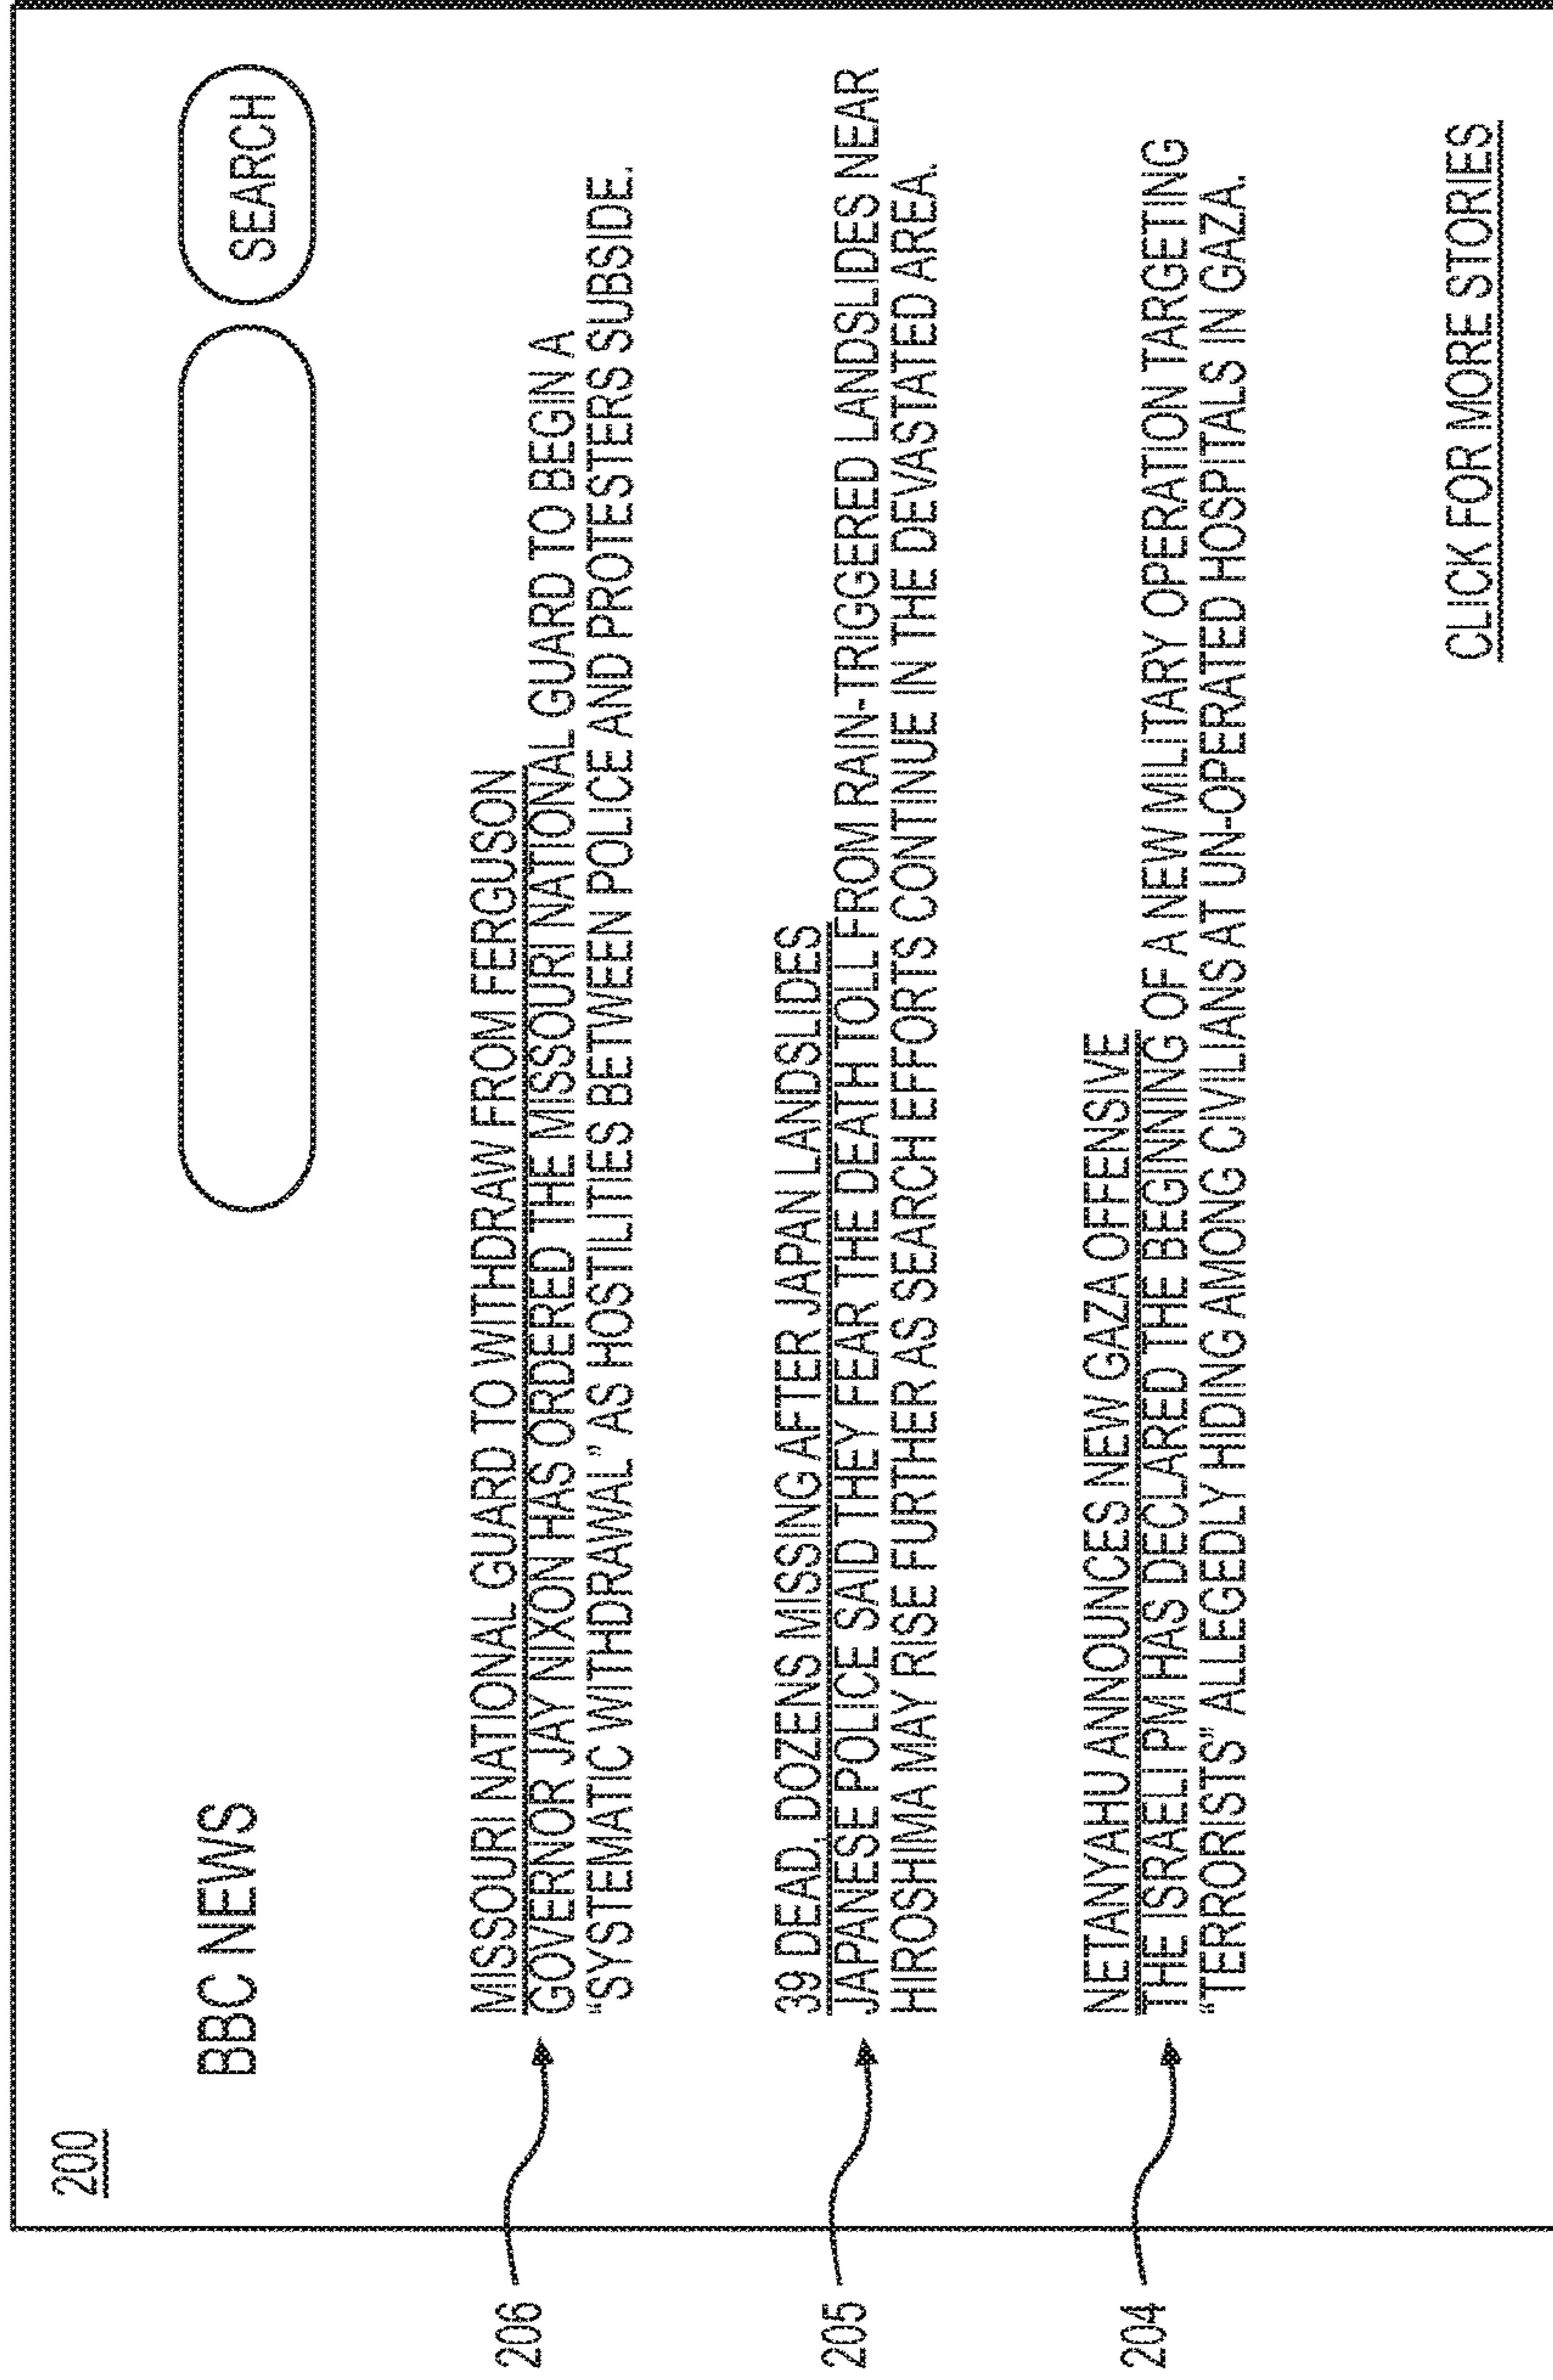 200
BBC NEWS
SEARCH
206
MISSOURI NATIONAL GUARD TO WITHDRAW FROM FERGUSON
GOVERNOR JAY NIXON HAS ORDERED THE MISSOURI NATIONAL GUARD TO BEGIN A
"SYSTEMATIC WITHDRAWAL" AS HOSTILITIES BETWEEN POLICE AND PROTESTERS SUBSIDE.
205
39 DEAD, DOZENS MISSING AFTER JAPAN LANDSLIDES
JAPANESE POLICE SAID THEY FEAR THE DEATH TOLL FROM RAIN-TRIGGERED LANDSLIDES NEAR
HIROSHIMA MAY RISE FURTHER AS SEARCH EFFORTS CONTINUE IN THE DEVASTATED AREA.
204
NETANYAHU ANNOUNCES NEW GAZA OFFENSIVE
THE ISRAELI PM HAS DECLARED THE BEGINNING OF A NEW MILITARY OPERATION TARGETING
"TERRORISTS" ALLEGEDLY HIDING AMONG CIVILIANS AT UN-OPERATED HOSPITALS IN GAZA.
CLICK FOR MORE STORIES